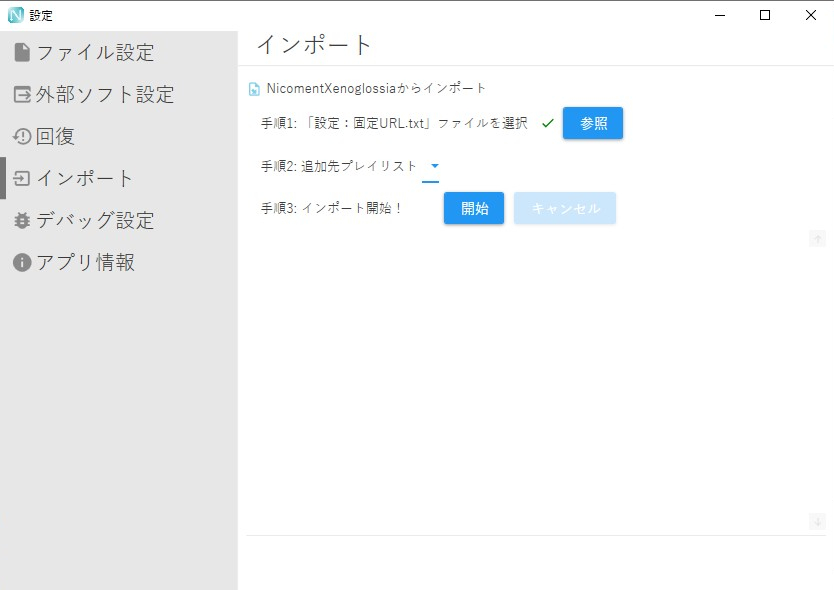 設定
ファイル設定
外部ソフト設定
回復
インポート
デバッグ設定
アプリ情報
インポート
NicomentXenoglossiaからインポート
手順1: 「設定：固定URL.txt」ファイルを選択 参照
手順2: 追加先プレイリスト
手順3: インポート開始！ 開始 キャンセル